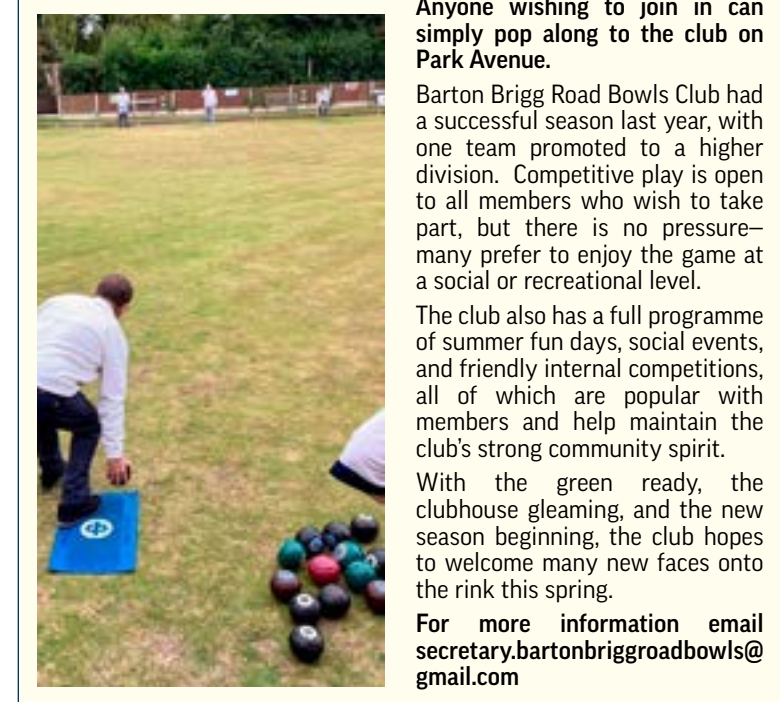 Anyone wishing to join in can
simply pop along to the club on
Park Avenue.
Barton Brigg Road Bowls Club had
a successful season last year, with
one team promoted to a higher
division. Competitive play is open
to all members who wish to take
part, but there is no pressure—
many prefer to enjoy the game at
a social or recreational level.
The club also has a full programme
of summer fun days, social events,
and friendly internal competitions,
all of which are popular with
members and help maintain the
club's strong community spirit.
With the green ready, the
clubhouse gleaming, and the new
season beginning, the club hopes
to welcome many new faces onto
the rink this spring.
For more information email
secretary.bartonbriggroadbowls@
gmail.com